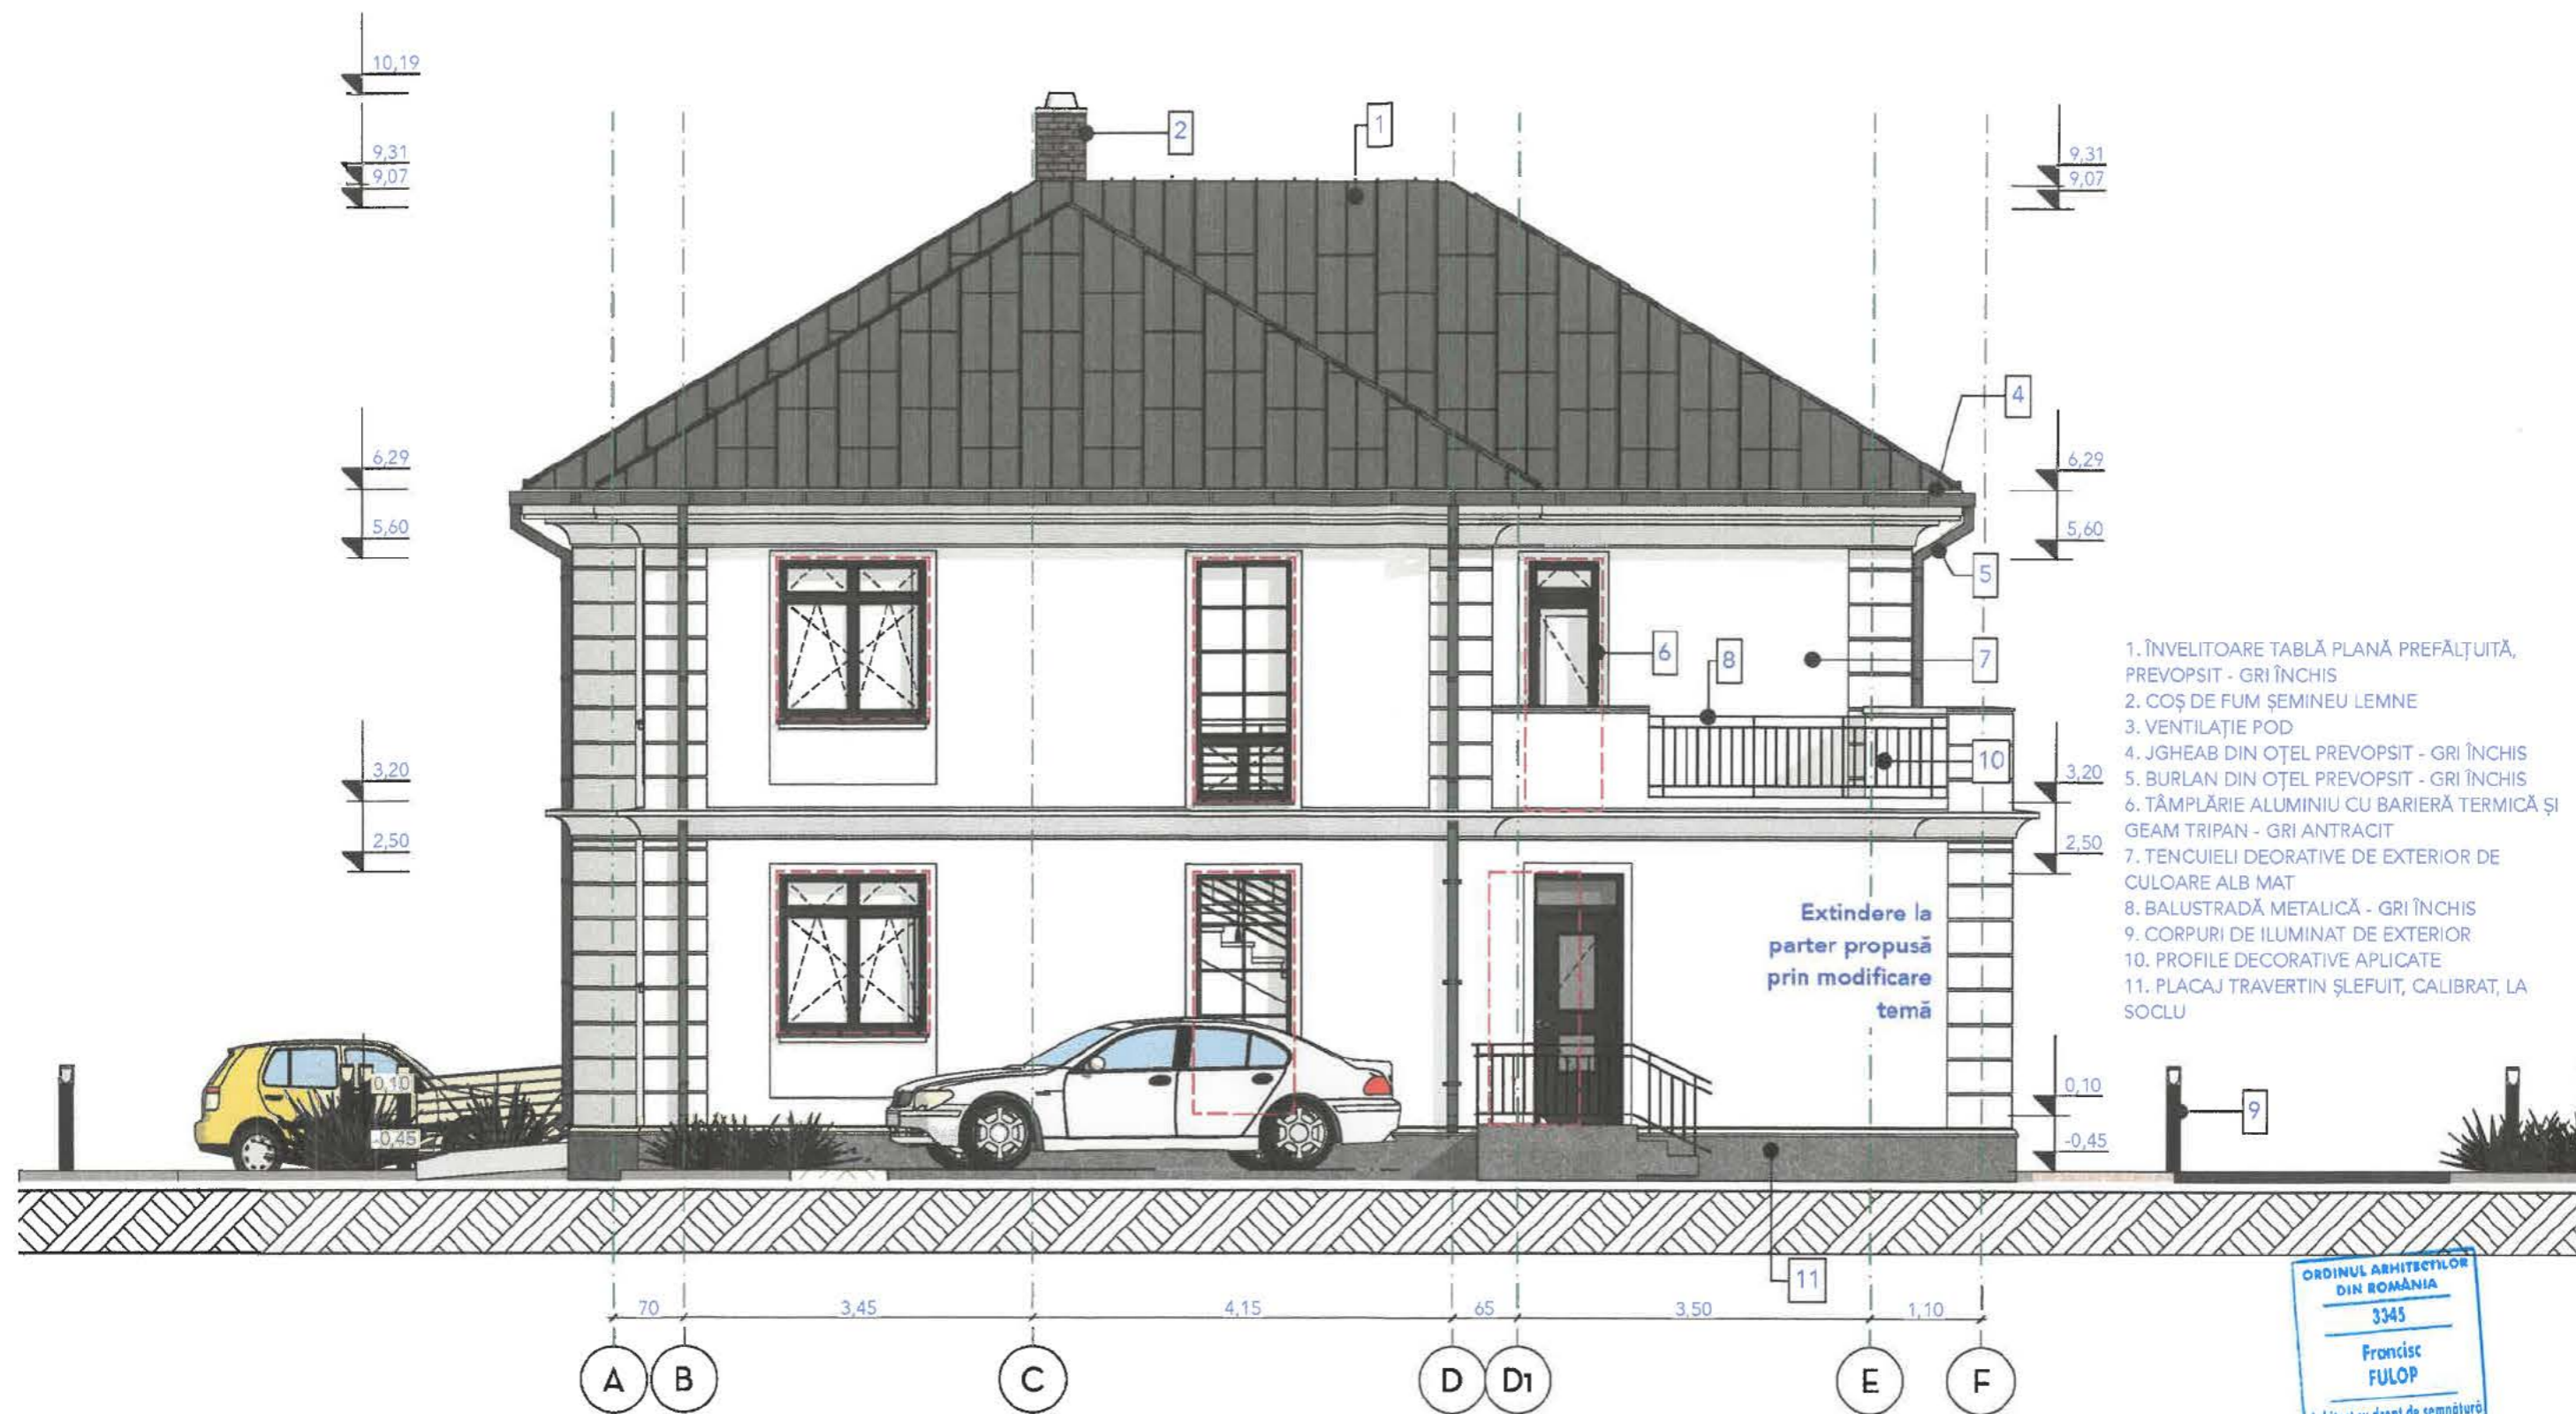 10,19
9,31
9,07
6,29
5,60
3,20
2,50
0,10
-0,45
2
1
4
5
6
8
7
10
9
11
9,31
9,07
6,29
5,60
3,20
2,50
0,10
-0,45
Extindere la
parter propusă
prin modificare
temă
1. ÎNVELITOARE TABLĂ PLANĂ PREFĂLȚUITĂ,
PREVOPSIT - GRI ÎNCHIS
2. COȘ DE FUM ȘEMINEU LEMNE
3. VENTILAȚIE POD
4. JGHEAB DIN OȚEL PREVOPSIT - GRI ÎNCHIS
5. BURLAN DIN OȚEL PREVOPSIT - GRI ÎNCHIS
6. TÂMPLĂRIE ALUMINIU CU BARIERĂ TERMICĂ ȘI
GEAM TRIPAN - GRI ANTRACIT
7. TENCUIELI DEORATIVE DE EXTERIOR DE
CULOARE ALB MAT
8. BALUSTRADĂ METALICĂ - GRI ÎNCHIS
9. CORPURI DE ILUMINAT DE EXTERIOR
10. PROFILE DECORATIVE APLICATE
11. PLACAJ TRAVERTIN ȘLEFUIT, CALIBRAT, LA
SOCLU
70 3,45 4,15 65 3,50 1,10
A B C D D1 E F
ORDINUL ARHITECȚILOR
DIN ROMÂNIA
3345
Francisc
FULOP
cu drept de semnătură